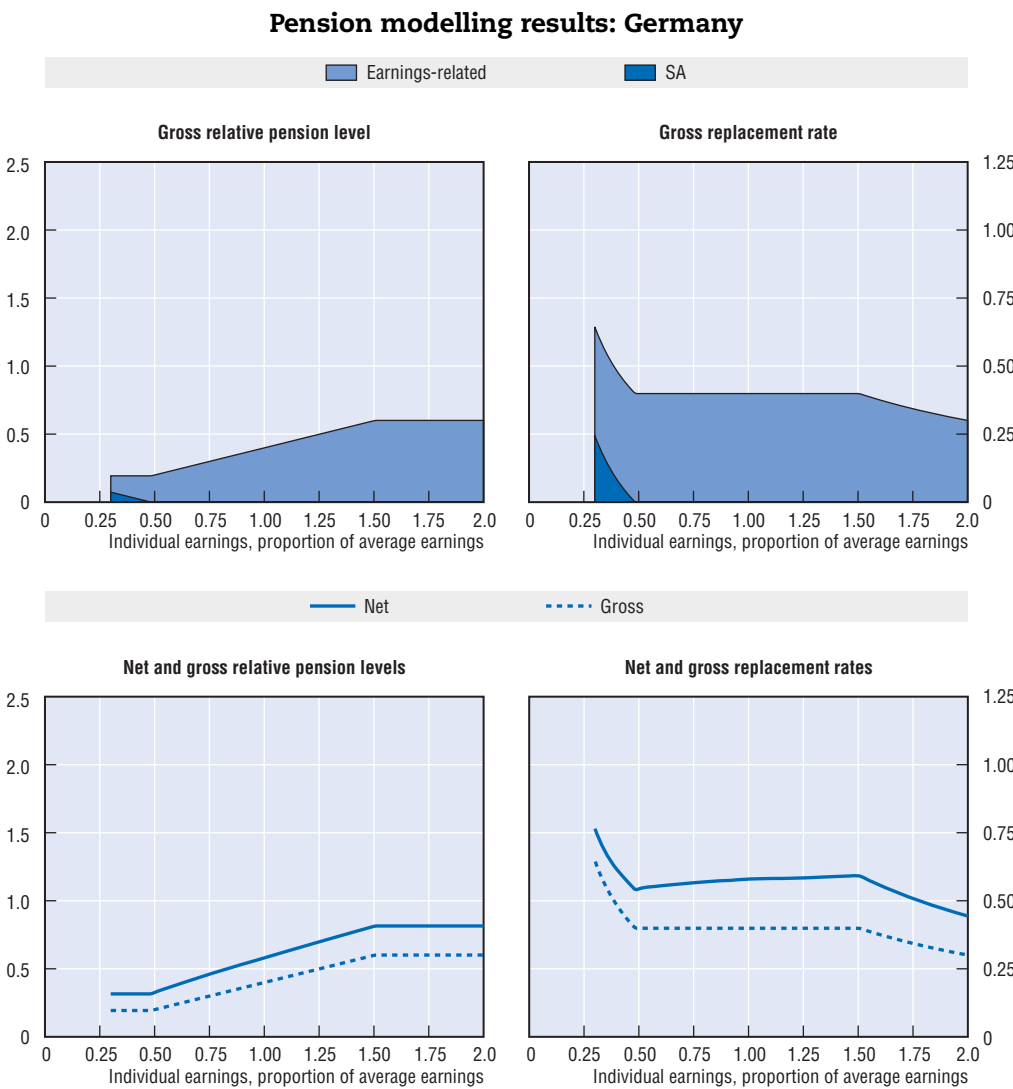 Pension modelling results: Germany
Earnings-related SA
Gross relative pension level
2.5
2.0
1.5
1.0
0.5
0
0 0.25 0.50 0.75 1.00 1.25 1.50 1.75 2.0
Individual earnings, proportion of average earnings
Gross replacement rate
1.25
1.00
0.75
0.50
0.25
0
0 0.25 0.50 0.75 1.00 1.25 1.50 1.75 2.0
Individual earnings, proportion of average earnings
Net Gross
Net and gross relative pension levels
2.5
2.0
1.5
1.0
0.5
0
0 0.25 0.50 0.75 1.00 1.25 1.50 1.75 2.0
Individual earnings, proportion of average earnings
Net and gross replacement rates
1.25
1.00
0.75
0.50
0.25
0
0 0.25 0.50 0.75 1.00 1.25 1.50 1.75 2.0
Individual earnings, proportion of average earnings